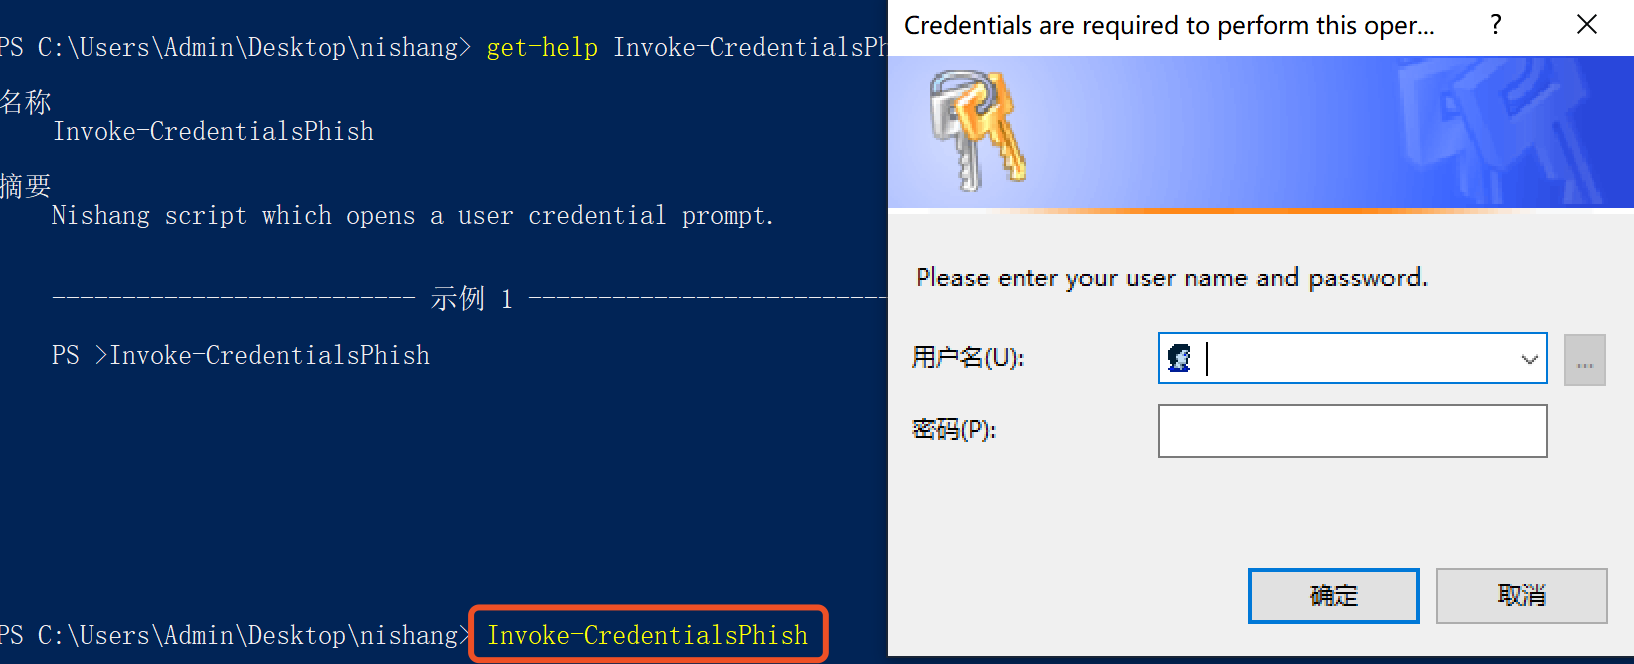 PS C:\Users\Admin\Desktop\nishang> get-help Invoke-CredentialsPh
名称
Invoke-CredentialsPhish
摘要
Nishang script which opens a user credential prompt.
-------------------------- 示例 1 --------------------------
PS >Invoke-CredentialsPhish
PS C:\Users\Admin\Desktop\nishang> Invoke-CredentialsPhish
Credentials are required to perform this oper... ?
Please enter your user name and password.
用户名(U):
...
密码(P):
确定 取消